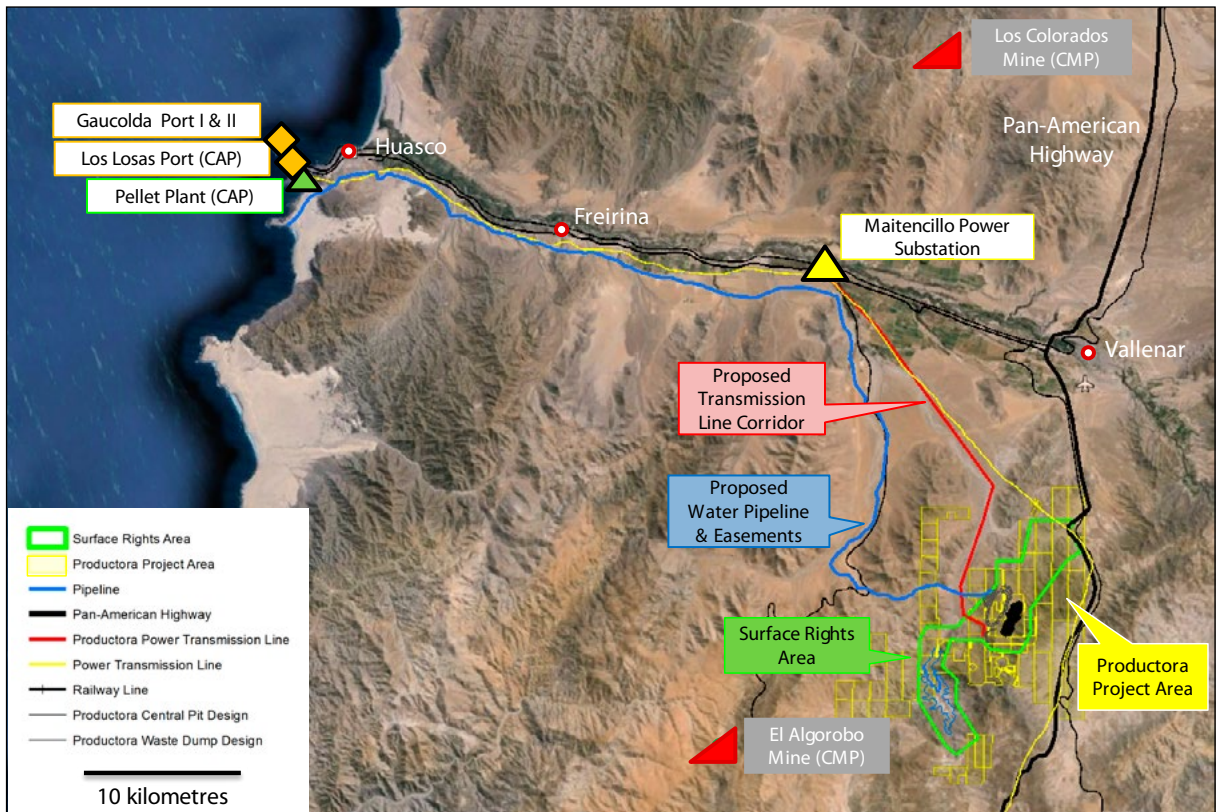 Los Colorados
Mine (CMP)
Pan-American
Highway
Gaucolda Port I & II
Los Losas Port (CAP)
Pellet Plant (CAP)
Huasco
Freirina
Maitencillo Power
Substation
Vallenar
Proposed
Transmission
Line Corridor
Proposed
Water Pipeline
& Easements
Surface Rights
Area
Productora
Project Area
El Algorobo
Mine (CMP)
Surface Rights Area
Productora Project Area
Pipeline
Pan-American Highway
Productora Power Transmission Line
Power Transmission Line
Railway Line
Productora Central Pit Design
Productora Waste Dump Design
10 kilometres